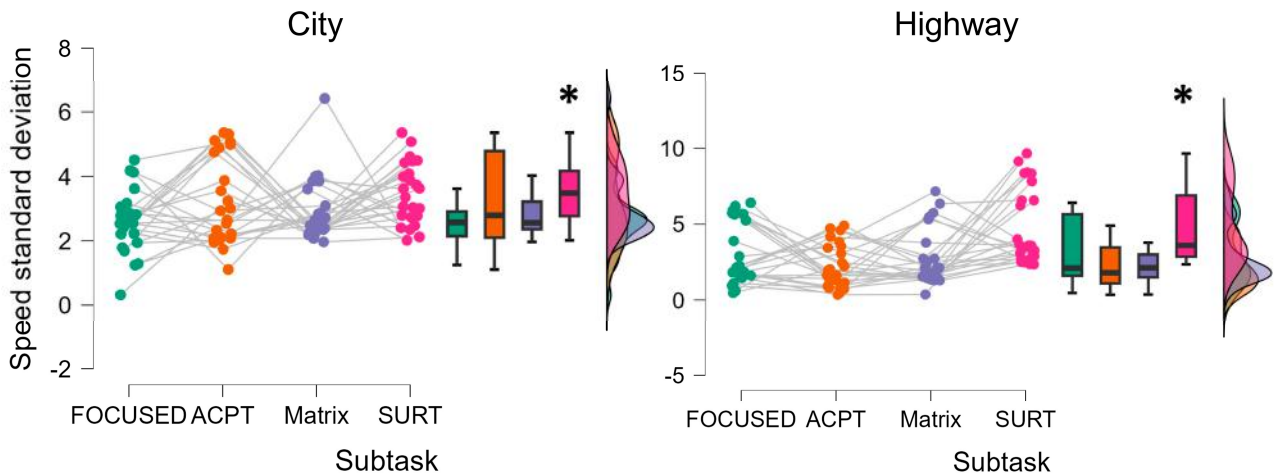 City
Speed standard deviation
8
6
4
2
0
-2
*
FOCUSED ACPT Matrix SURT
Subtask
Highway
15
10
5
0
-5
*
FOCUSED ACPT Matrix SURT
Subtask